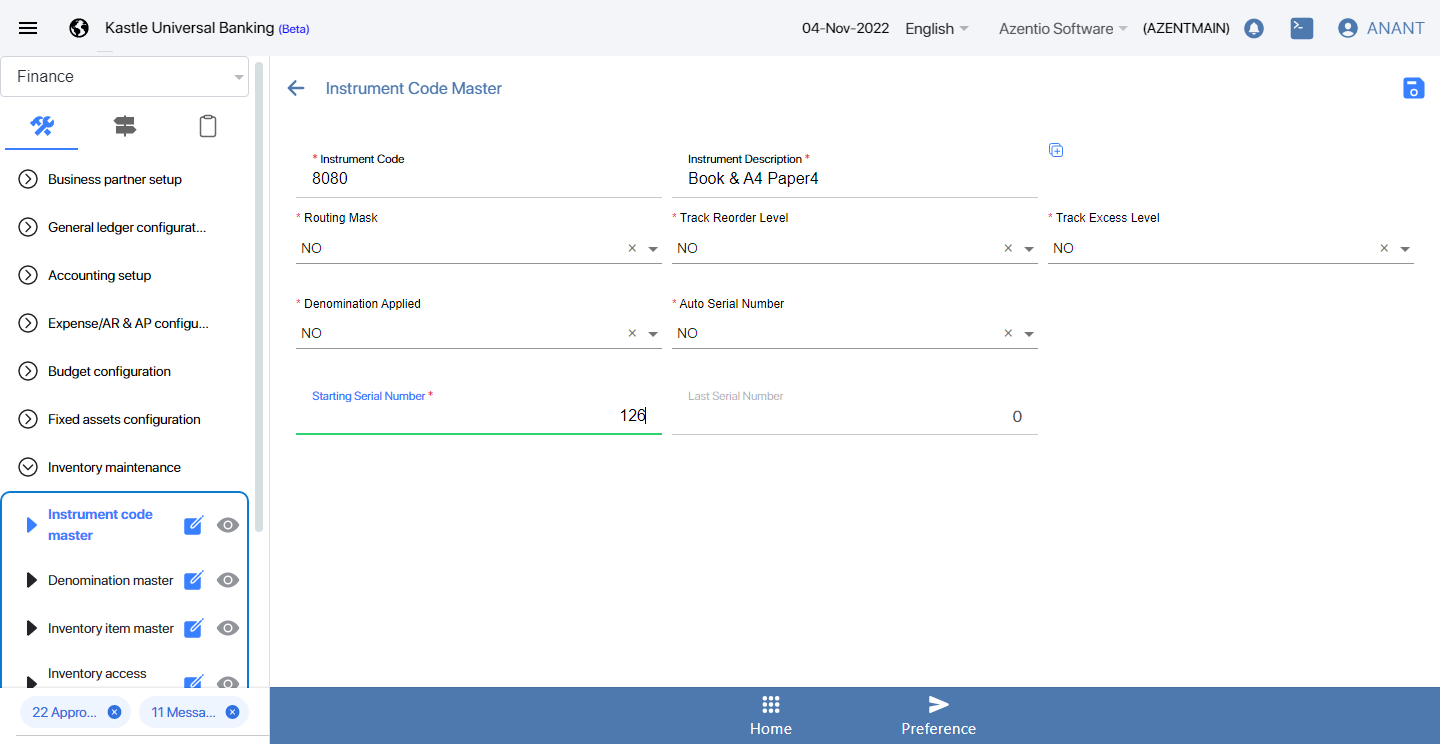 Kastle Universal Banking (Beta)
04-Nov-2022 English Azentio Software (AZENTMAIN) ANANT
Finance
Business partner setup
General ledger configurat...
Accounting setup
Expense/AR & AP configu...
Budget configuration
Fixed assets configuration
Inventory maintenance
Instrument code
master
Denomination master
Inventory item master
Inventory access
22 Appro...
11 Messa...
Instrument Code Master
* Instrument Code
8080
Instrument Description *
Book & A4 Paper4
* Routing Mask
NO
* Track Reorder Level
NO
* Track Excess Level
NO
* Denomination Applied
NO
* Auto Serial Number
NO
Starting Serial Number *
126
Last Serial Number
0
Home
Preference